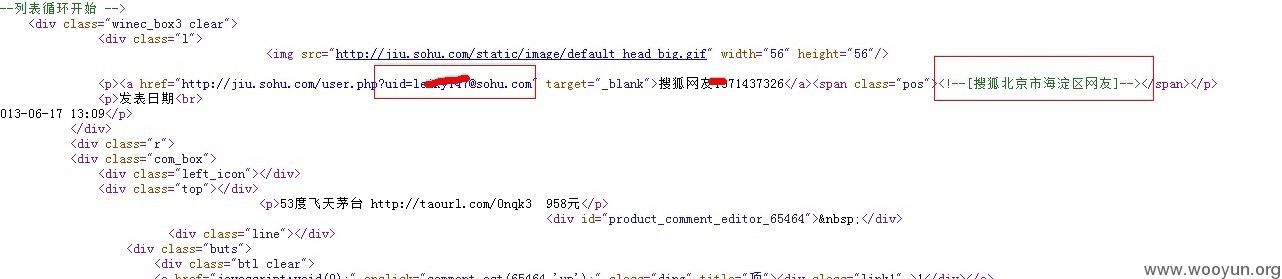 --列表循环开始 -->
<div class="winec_box3 clear">
<div class="l">
<img src="http://jiu.sohu.com/static/image/default_head_big.gif" width="56" height="56"/>
<p><a href="http://jiu.sohu.com/user.php?uid= @sohu.com" target="_blank">搜狐网友 371437326</a><span class="pos"><!--[搜狐北京市海淀区网友]--></span></p>
<p>发表日期<br>
013-06-17 13:09</p>
</div>
<div class="r">
<div class="com_box">
<div class="left_icon"></div>
<div class="top"></div>
<p>53度飞天茅台 http://taourl.com/0nqk3 958元</p>
<div id="product_comment_editor_65464">&nbsp;</div>
<div class="line"></div>
<div class="buts">
<div class="btl clear">
www.wooyun.org